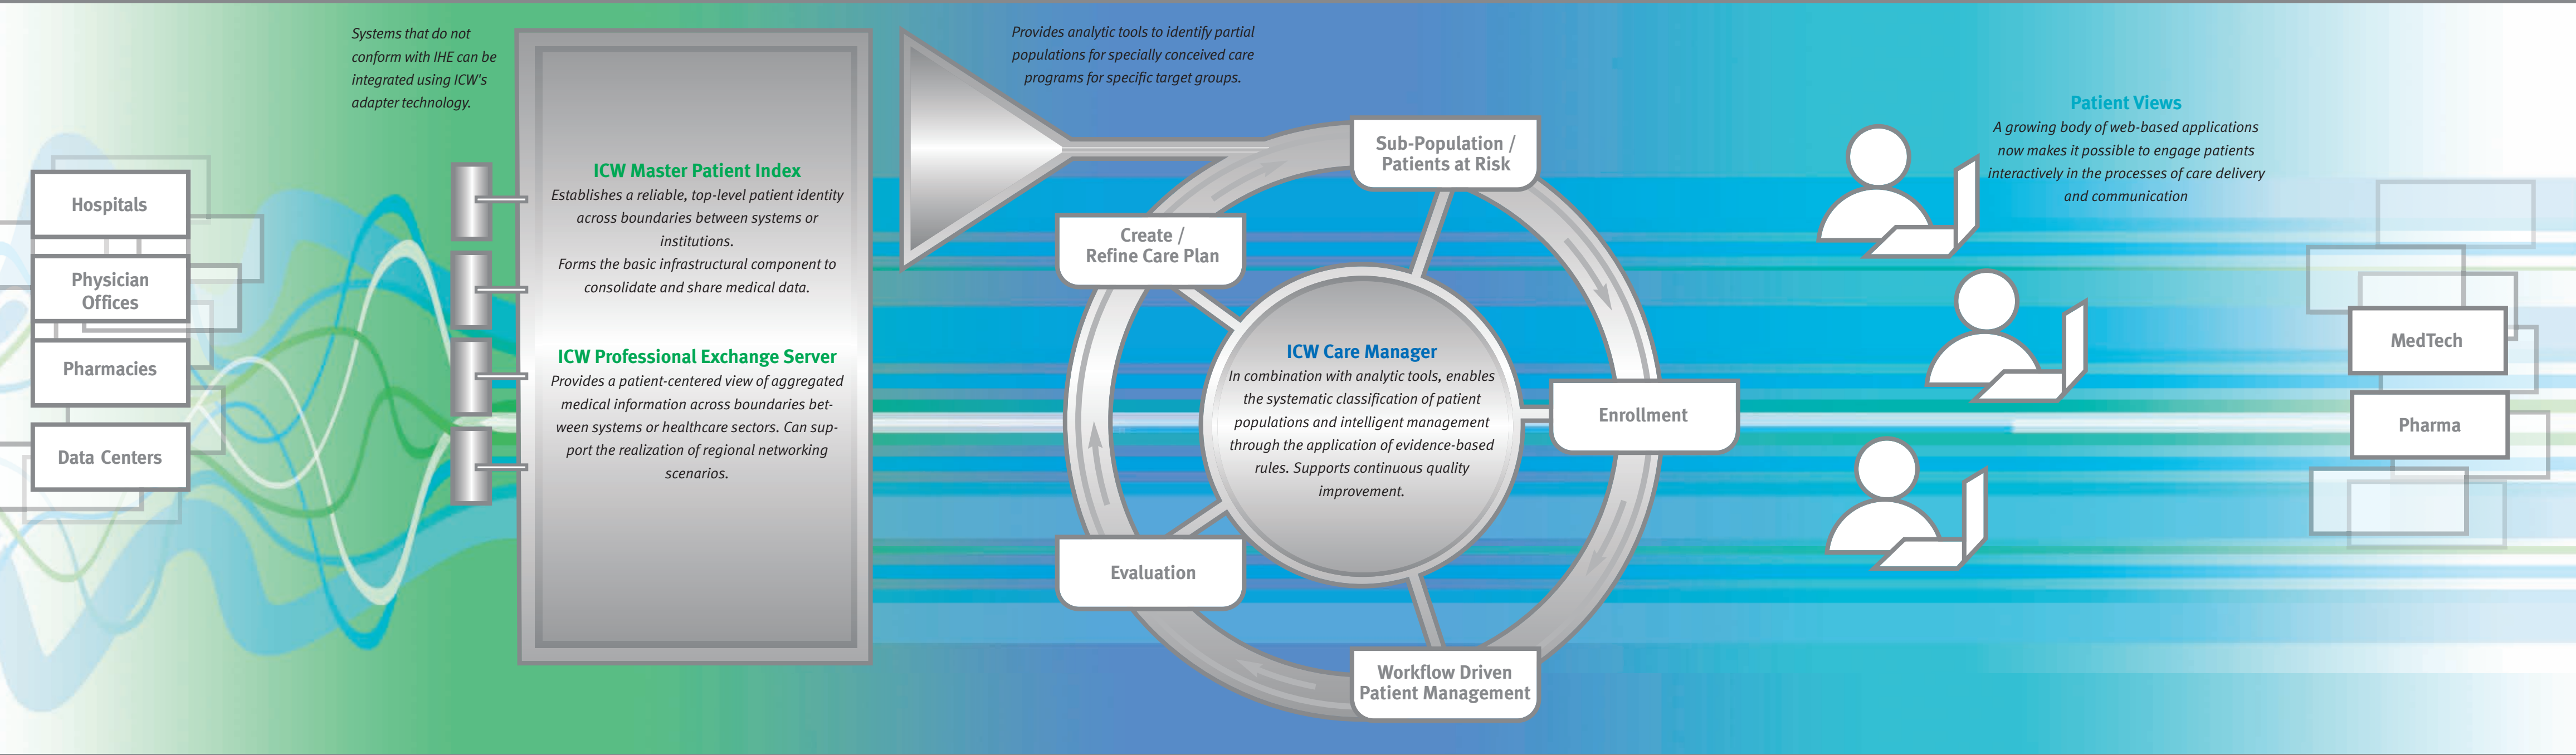 Systems that do not
conform with IHE can be
integrated using ICW's
adapter technology.
Hospitals
Physician
Offices
Pharmacies
Data Centers
ICW Master Patient Index
Establishes a reliable, top-level patient identity
across boundaries between systems or
institutions.
Forms the basic infrastructural component to
consolidate and share medical data.
ICW Professional Exchange Server
Provides a patient-centered view of aggregated
medical information across boundaries bet-
ween systems or healthcare sectors. Can sup-
port the realization of regional networking
scenarios.
Provides analytic tools to identify partial
populations for specially conceived care
programs for specific target groups.
Sub-Population /
Patients at Risk
Create /
Refine Care Plan
ICW Care Manager
In combination with analytic tools, enables
the systematic classification of patient
populations and intelligent management
through the application of evidence-based
rules. Supports continuous quality
improvement.
Enrollment
Evaluation
Workflow Driven
Patient Management
Patient Views
A growing body of web-based applications
now makes it possible to engage patients
interactively in the processes of care delivery
and communication
MedTech
Pharma